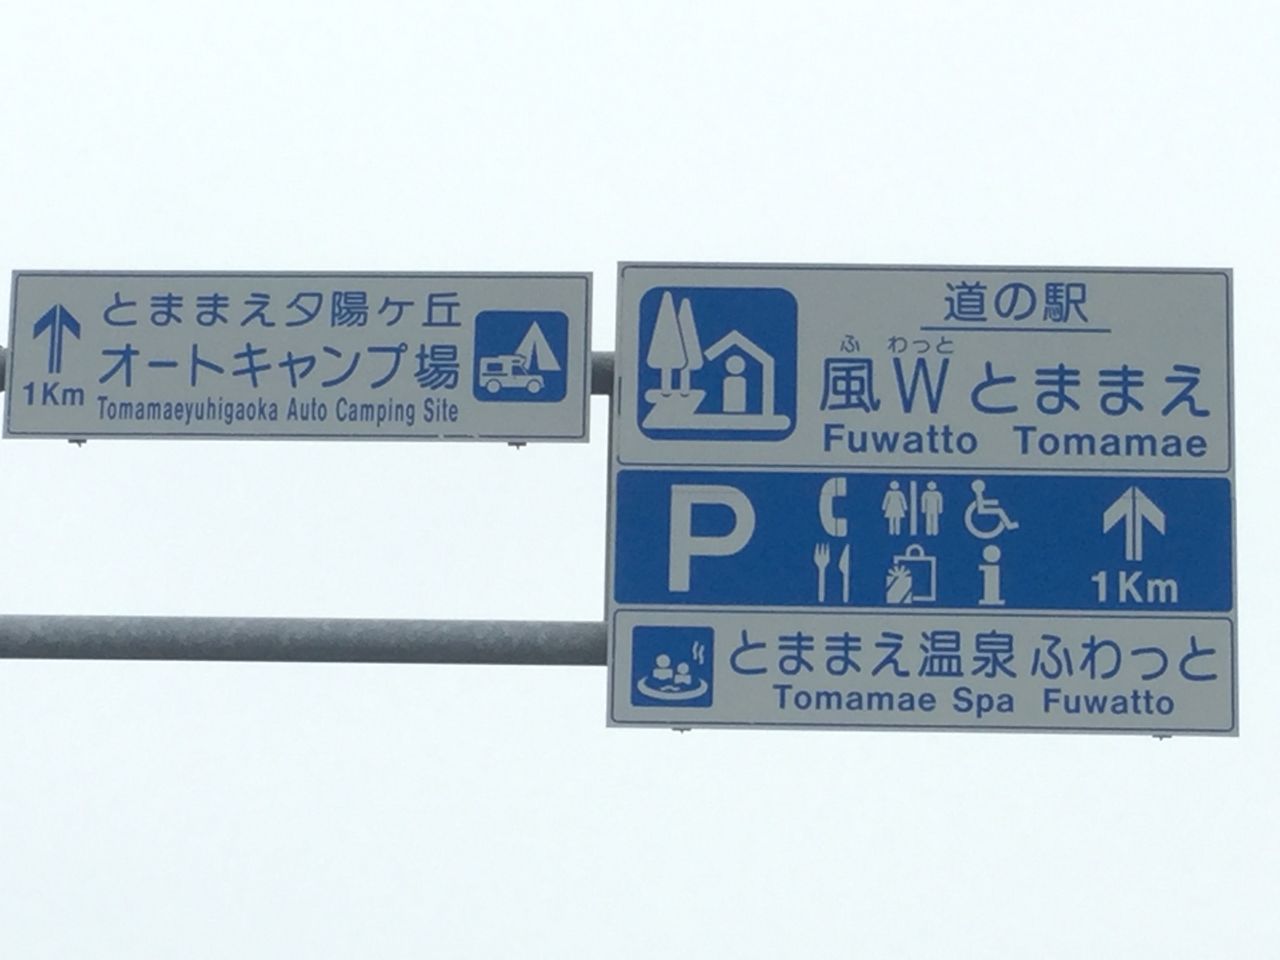 とままえ夕陽ヶ丘
オートキャンプ場
1Km
Tomamaeyuhigaoka Auto Camping Site
道の駅
ふ わっと
風Wとままえ
Fuwatto Tomamae
P
1Km
とままえ温泉 ふわっと
Tomamae Spa Fuwatto